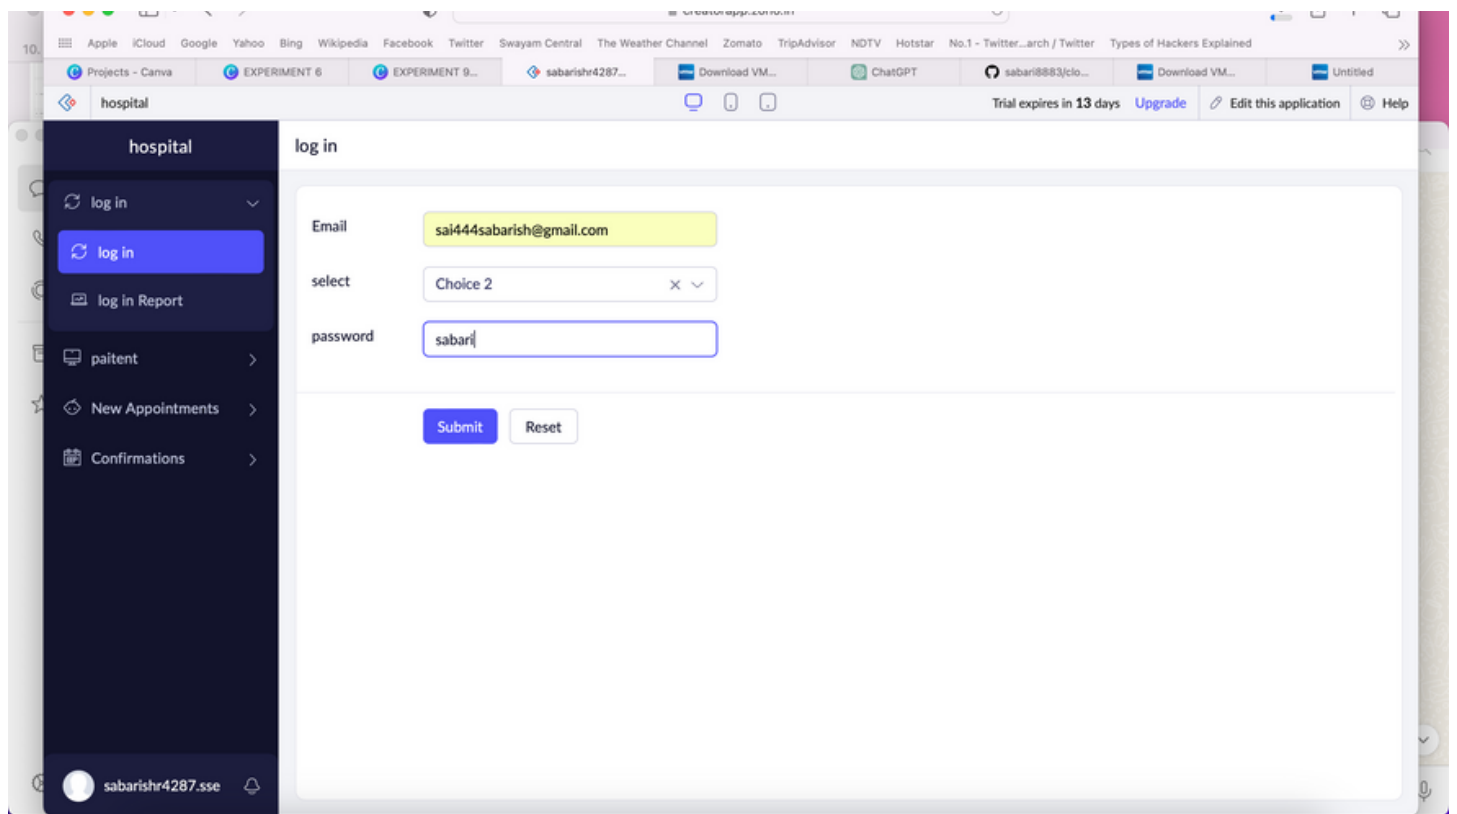 creatorapp.zoho.in
10.
Apple iCloud Google Yahoo Bing Wikipedia Facebook Twitter Swayam Central The Weather Channel Zomato TripAdvisor NDTV Hotstar No.1 - Twitter...arch / Twitter Types of Hackers Explained
Projects - Canva EXPERIMENT 6 EXPERIMENT 9... sabarishr4287... Download VM... ChatGPT sabari8883/clo... Download VM... Untitled
hospital Trial expires in 13 days Upgrade Edit this application Help
hospital
log in
log in
log in
log in Report
paitent
New Appointments
Confirmations
sabarishr4287.sse
Email sai444sabarish@gmail.com
select Choice 2
password sabari
Submit Reset